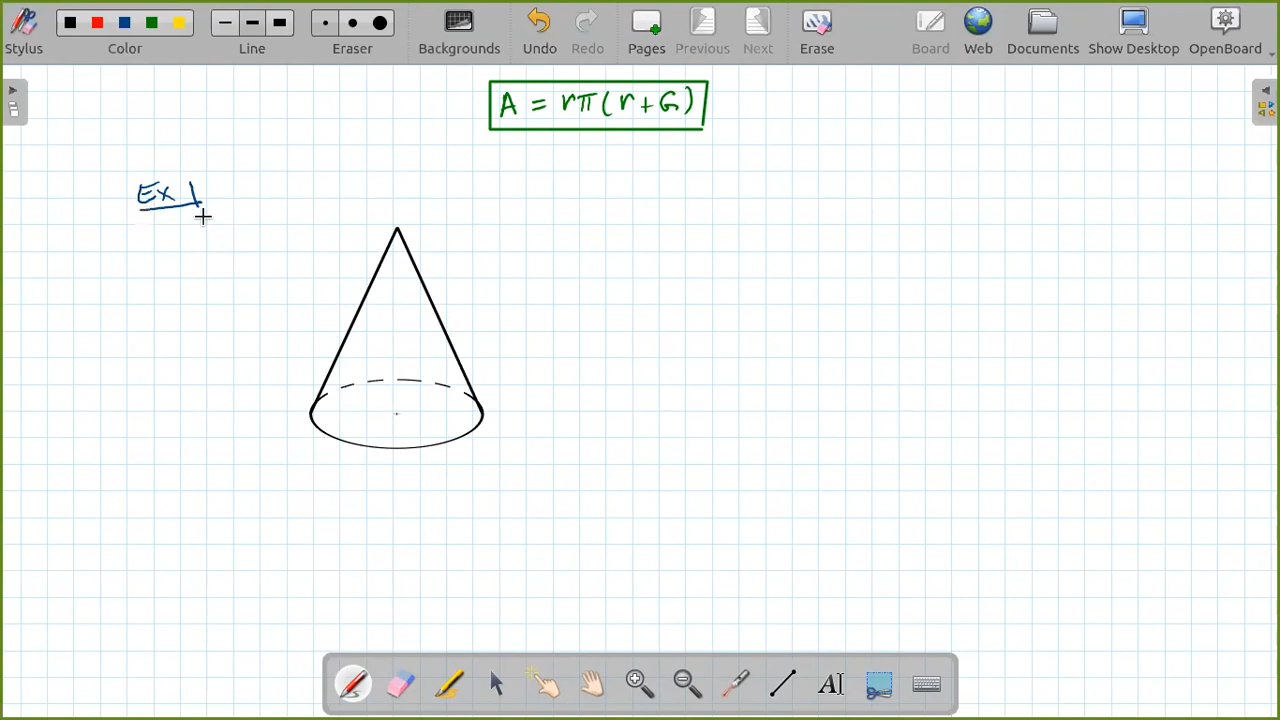 Stylus
Color
Line
Eraser
Backgrounds
Undo
Redo
Pages
Previous
Next
Erase
Board
Web
Documents
Show Desktop
OpenBoard
A = rπ(r+G)
Ex 1
AI